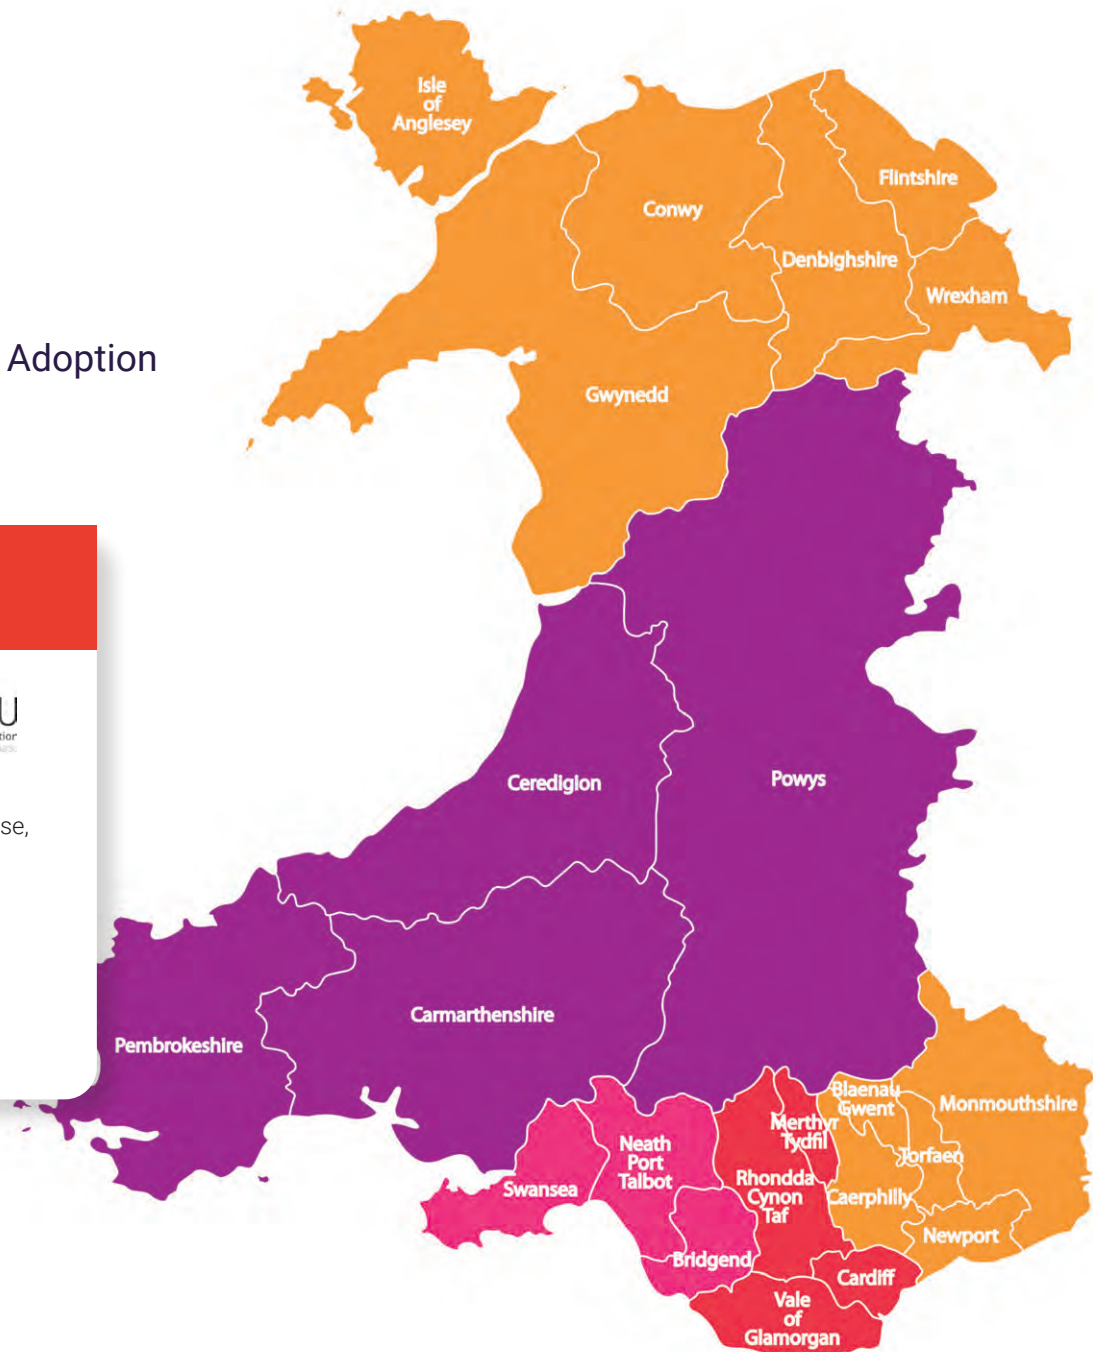 Isle
of
Anglesey
Flintshire
Conwy
Denbighshire
Wrexham
Adoption
Gwynedd
U
se,
Ceredigion
Powys
Carmarthenshire
Pembrokeshire
Blaenau
Gwent
Monmouthshire
Merthyr
Tydfil
Neath
Port
Talbot
Torfaen
Rhondda
Cynon
Taf
Swansea
Caerphilly
Newport
Bridgend
Cardiff
Vale
of
Glamorgan